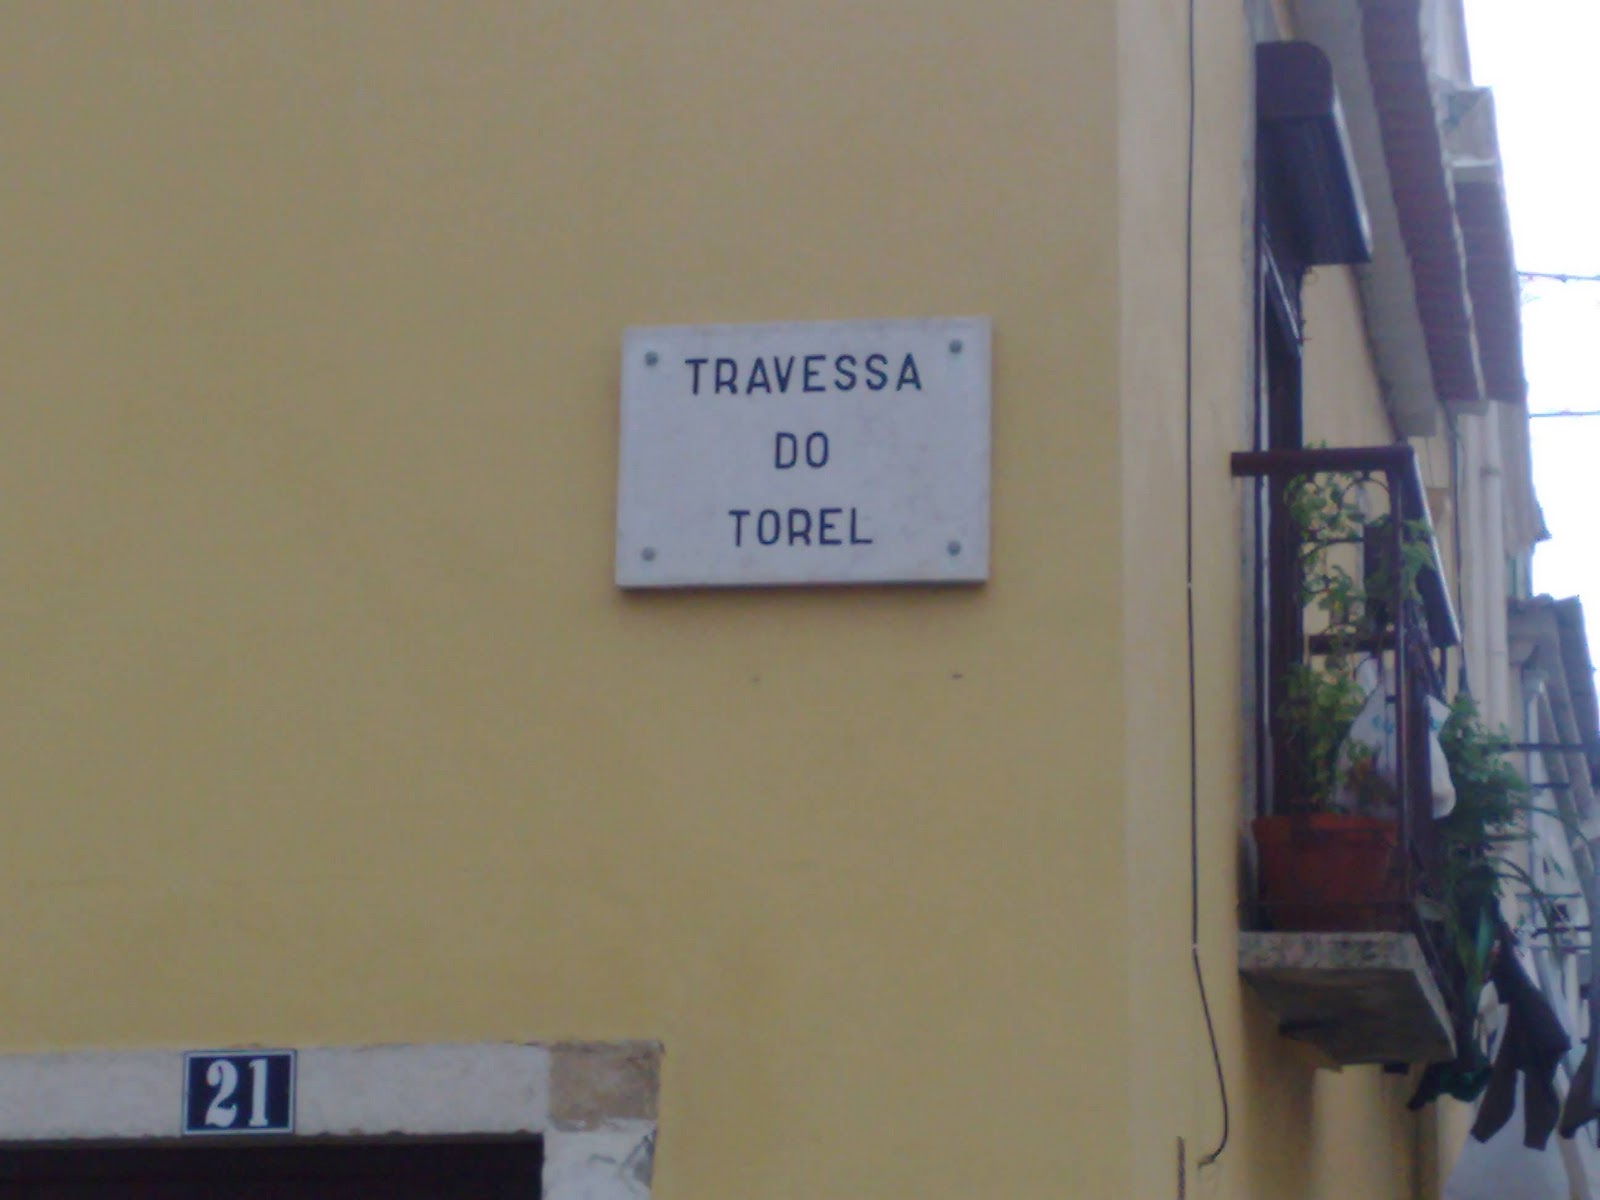 TRAVESSA
DO
TOREL
21